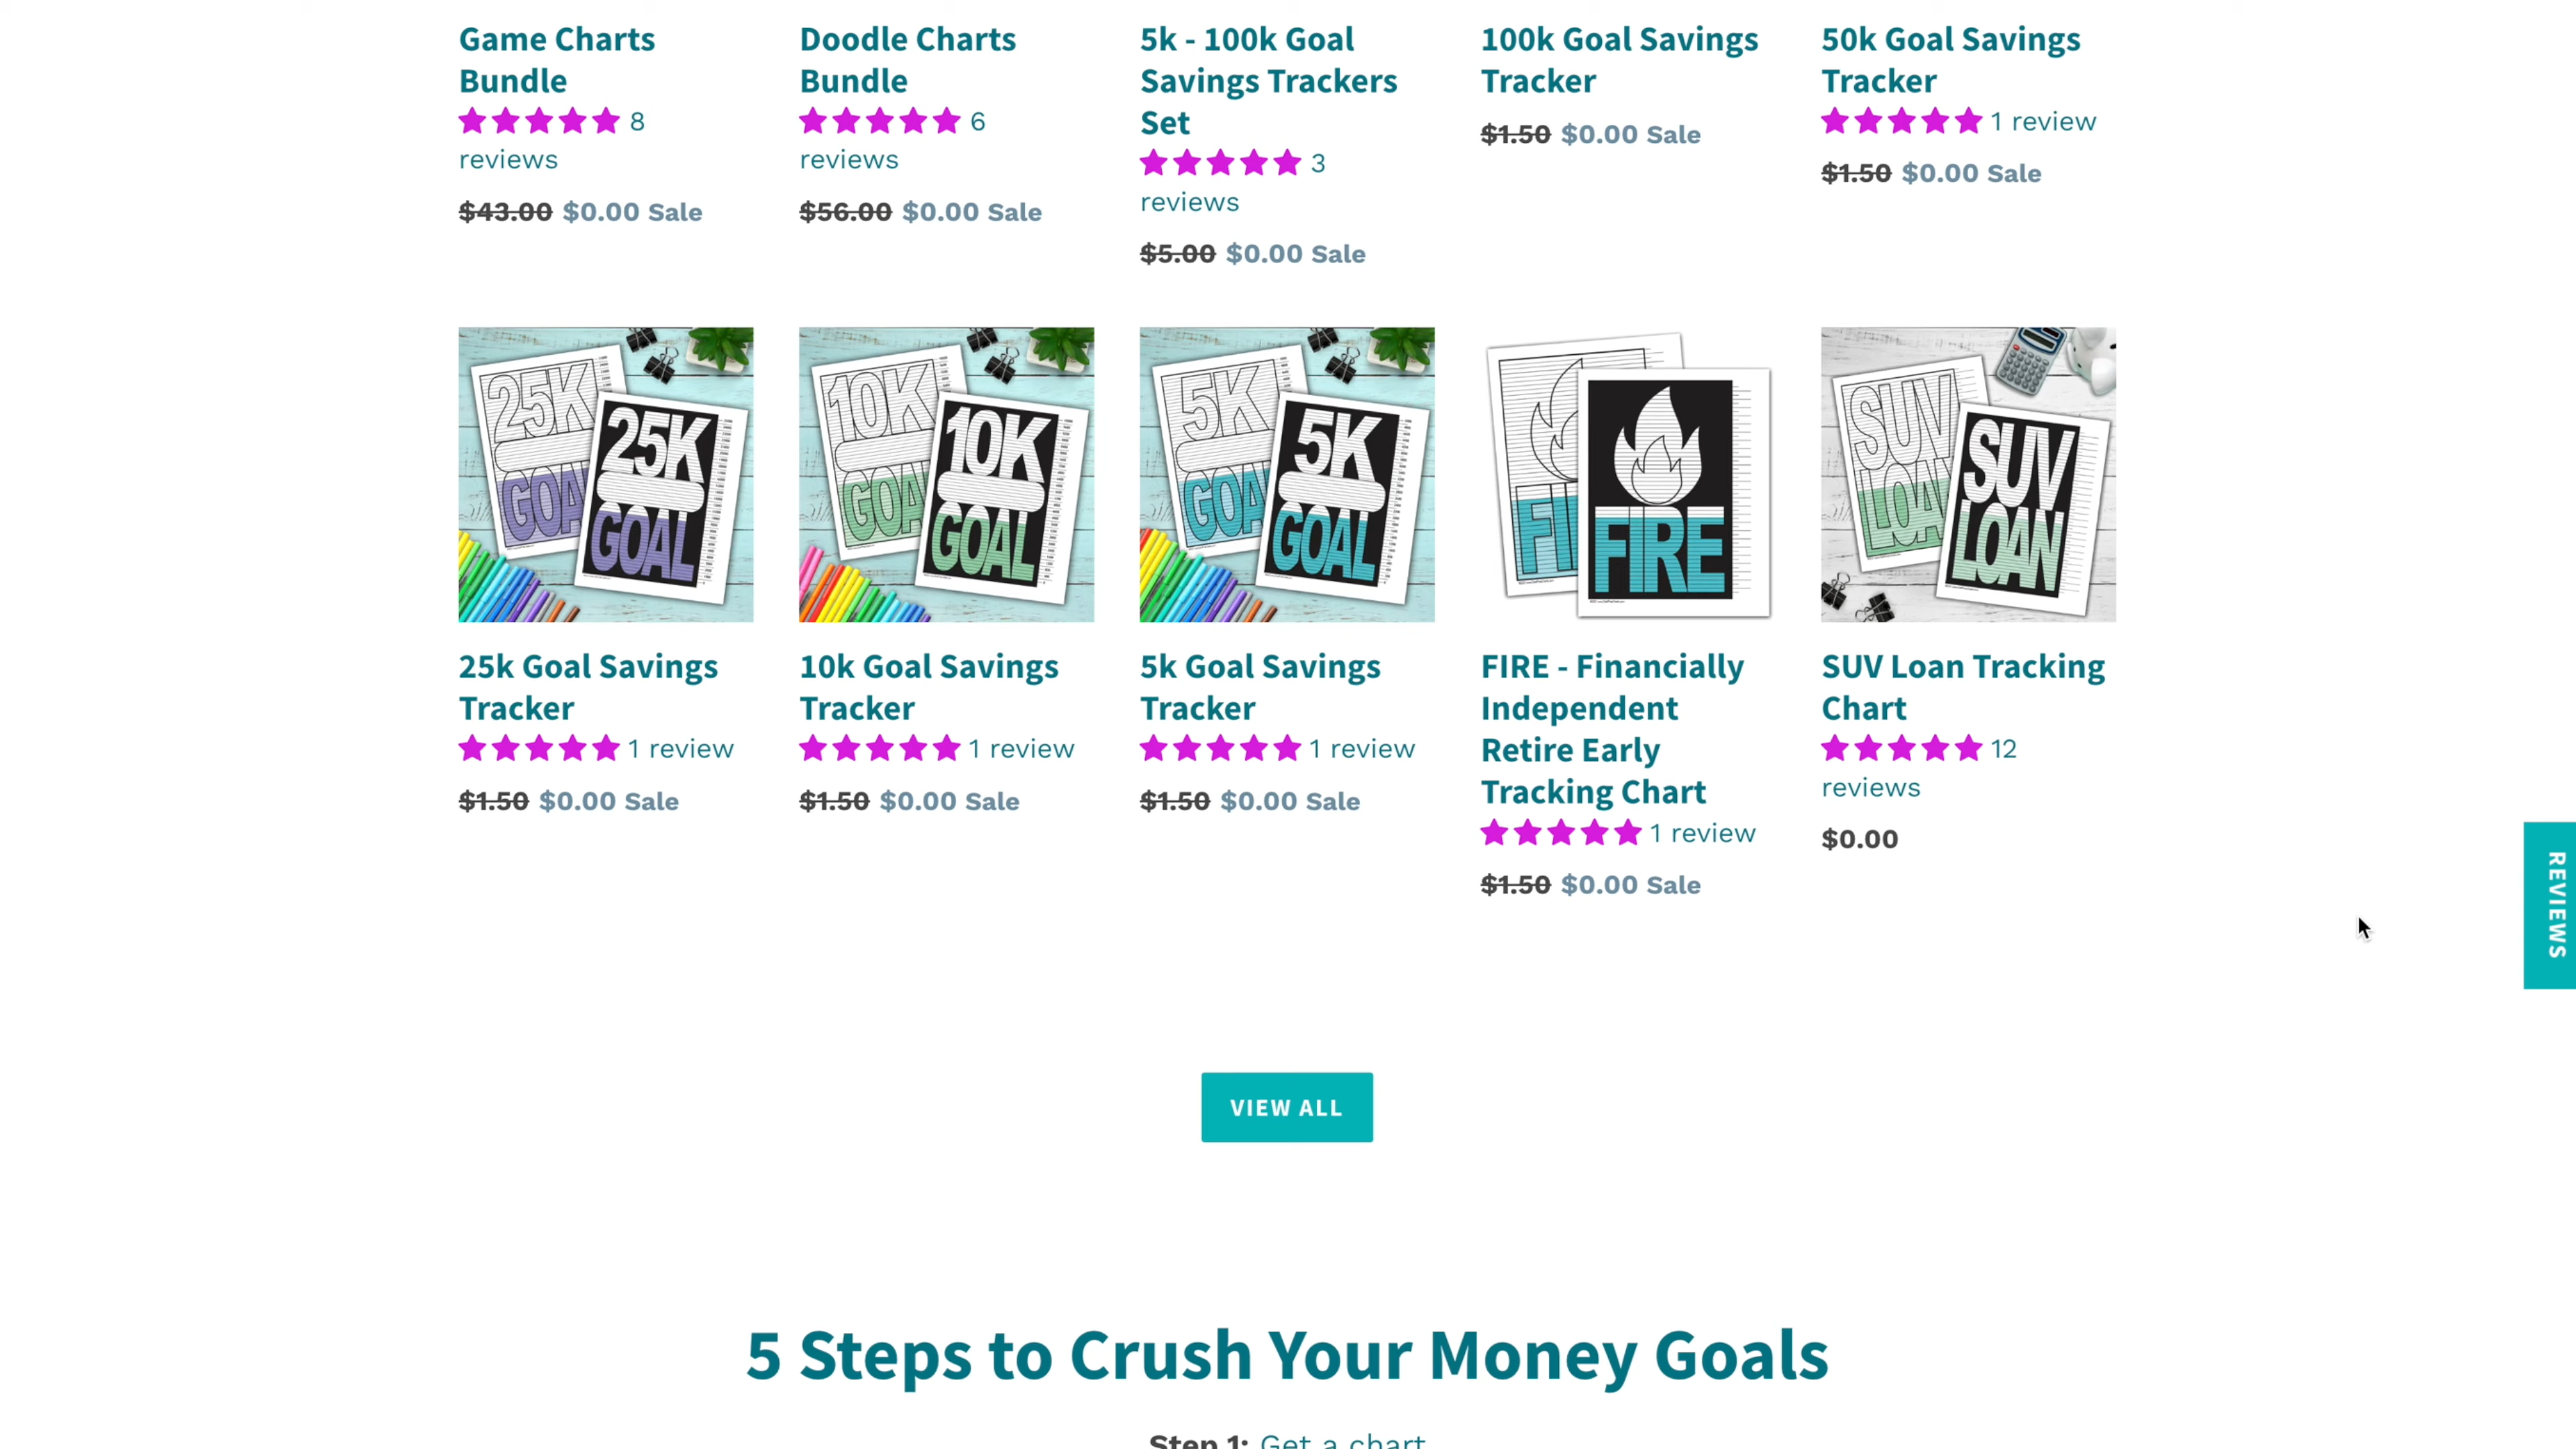 Game Charts
Bundle
8
reviews
$43.00 $0.00 Sale
Doodle Charts
Bundle
6
reviews
$56.00 $0.00 Sale
5k - 100k Goal
Savings Trackers
Set
3
reviews
$5.00 $0.00 Sale
100k Goal Savings
Tracker
$1.50 $0.00 Sale
50k Goal Savings
Tracker
1 review
$1.50 $0.00 Sale
25K
GOA
25K
GOAL
25k Goal Savings
Tracker
1 review
$1.50 $0.00 Sale
10K
GOA
10K
GOAL
10k Goal Savings
Tracker
1 review
$1.50 $0.00 Sale
5K
GOA
5K
GOAL
5k Goal Savings
Tracker
1 review
$1.50 $0.00 Sale
FI
FIRE
FIRE - Financially
Independent
Retire Early
Tracking Chart
1 review
$1.50 $0.00 Sale
SUV
LOAN
SUV
LOAN
SUV Loan Tracking
Chart
12
reviews
$0.00
REVIEWS
VIEW ALL
5 Steps to Crush Your Money Goals
Step 1: Get a chart